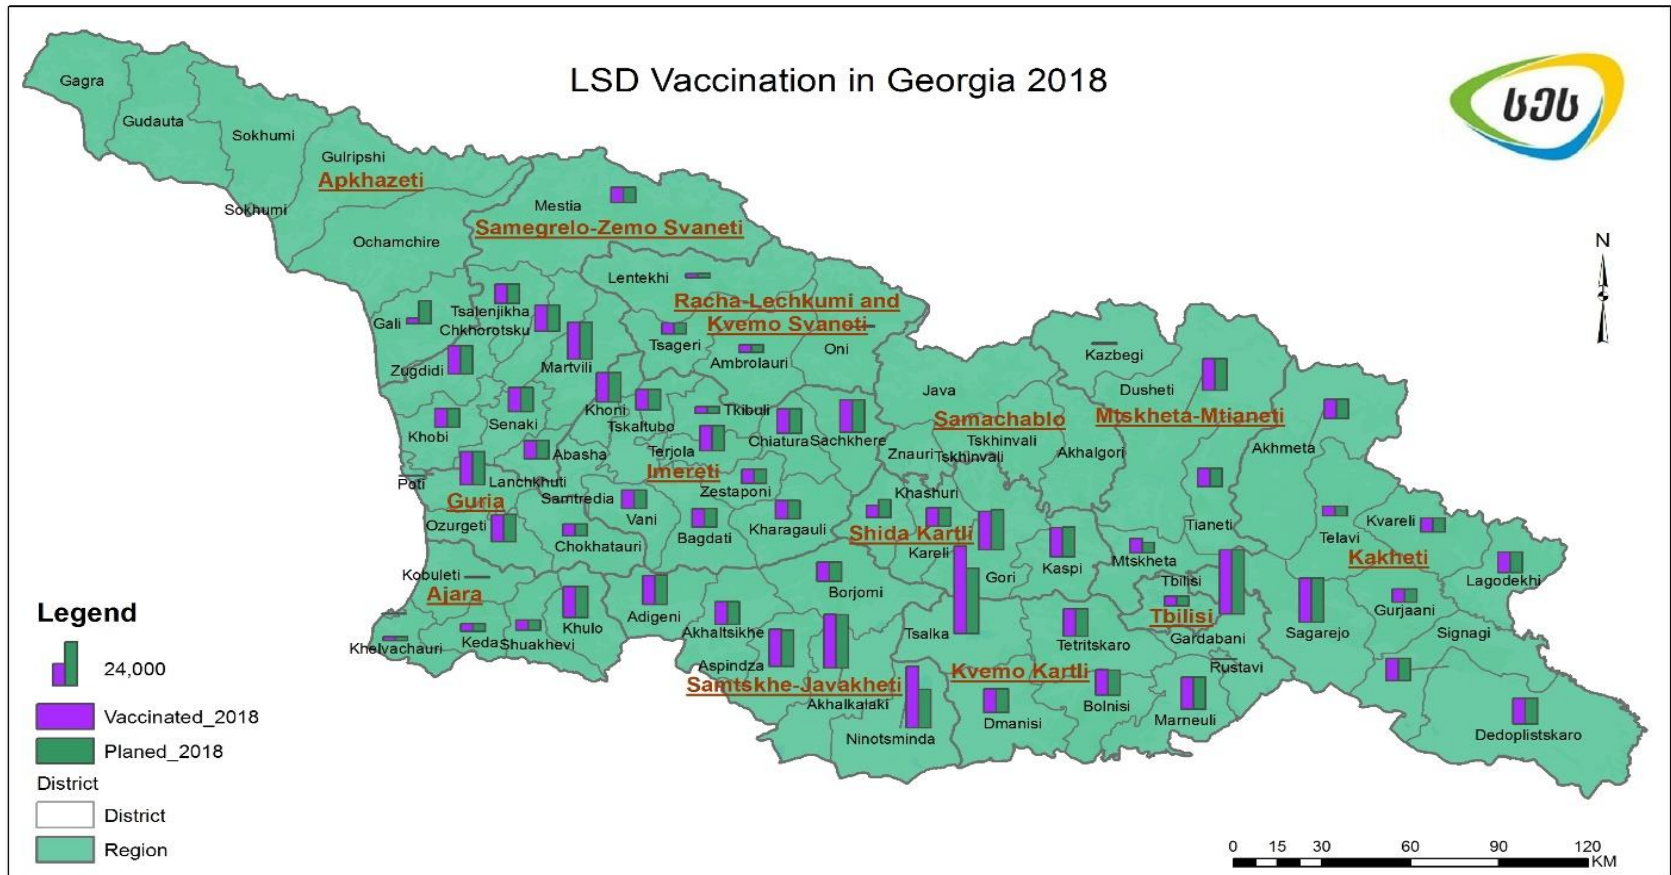 LSD Vaccination in Georgia 2018
სეს
Gagra
Gudauta
Sokhumi
Gulripshi
Apkhazeti
Sokhumi
Ochamchire
Mestia
Samegrelo-Zemo Svaneti
Lentekhi
Racha-Lechkumi and
Kvemo Svaneti
Gali
Tsalenjikha
Chkhorotsku
Tsageri
Ambrolauri
Oni
Zugdidi
Martvili
Kazbegi
Dusheti
Java
Mtskheta-Mtianeti
Samachablo
Khobi
Senaki
Khoni
Tskaltubo
Tkibuli
Chiatura
Sachkhere
Znauri
Tskhinvali
Tskhinvali
Akhalgori
Akhmeta
Abasha
Terjola
Imereti
Poti
Lanchkhuti
Guria
Samtredia
Zestaponi
Khashuri
Ozurgeti
Vani
Bagdati
Kharagauli
Shida Kartli
Tianeti
Telavi
Kvareli
Kakheti
Chokhatauri
Kareli
Gori
Kaspi
Mtskheta
Tbilisi
Lagodekhi
Kobuleti
Ajara
Borjomi
Tbilisi
Gurjaani
Khelvachauri
Keda
Shuakhevi
Khulo
Adigeni
Akhaltsikhe
Tsalka
Tetritskaro
Gardabani
Sagarejo
Signagi
Aspindza
Samtskhe-Javakheti
Akhalkalaki
Kvemo Kartli
Rustavi
Ninotsminda
Dmanisi
Bolnisi
Marneuli
Dedoplistskaro
N
Legend
24,000
Vaccinated_2018
Planed_2018
District
District
Region
0 15 30 60 90 120
KM